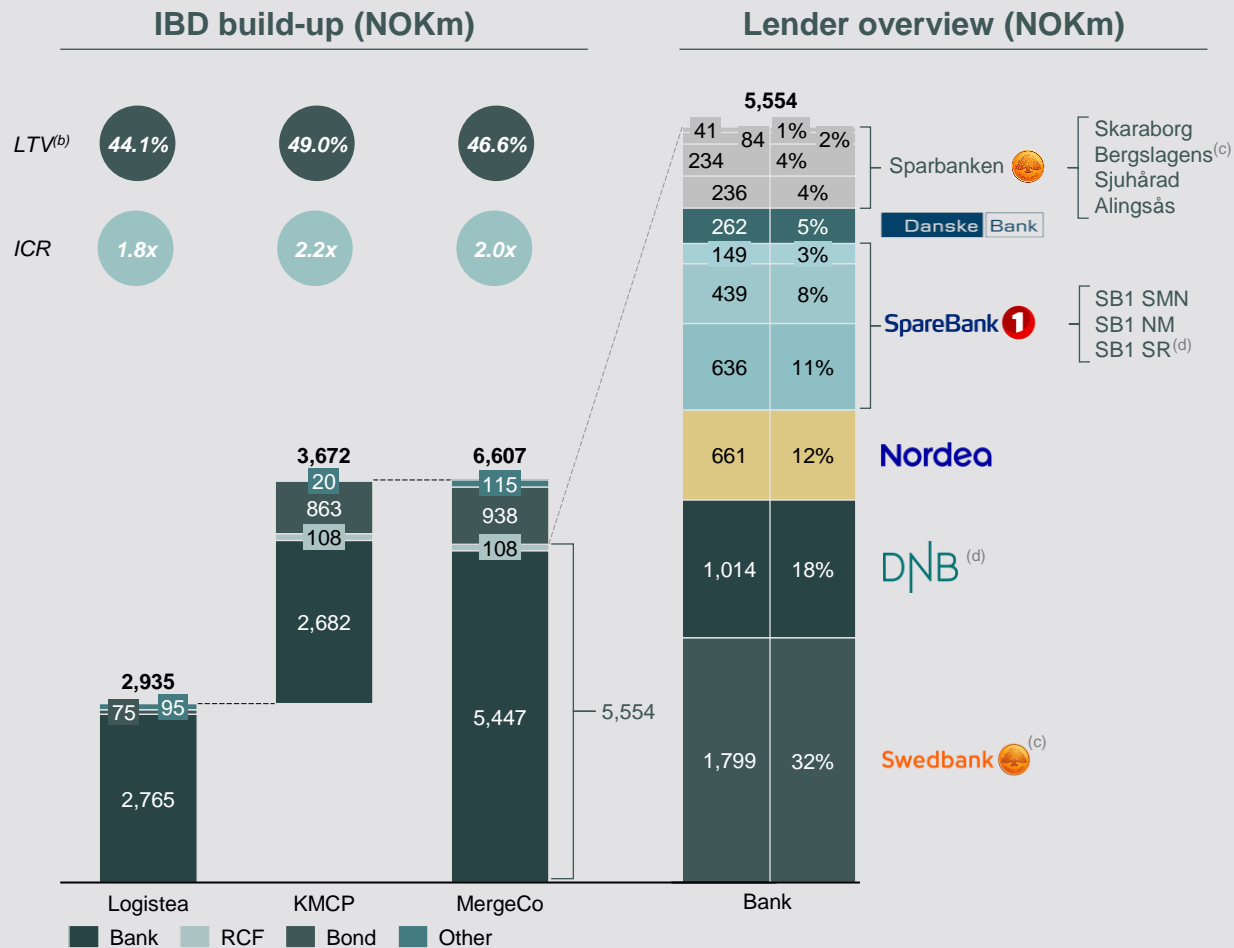 IBD build-up (NOKm)
LTV(b)
44.1%
49.0%
46.6%
ICR
1.8x
2.2x
2.0x
2,935
75
95
2,765
3,672
20
863
108
2,682
6,607
115
938
108
5,447
5,554
Logistea
KMCP
MergeCo
Bank
RCF
Bond
Other
Lender overview (NOKm)
5,554
41
84
1%
2%
234
4%
236
4%
262
5%
149
3%
439
8%
636
11%
661
12%
1,014
18%
1,799
32%
Bank
Sparbanken
Skaraborg
Bergslagens(c)
Sjuhärad
Alingsås
Danske Bank
SpareBank 1
SB1 SMN
SB1 NM
SB1 SR(d)
Nordea
DNB (d)
Swedbank (c)